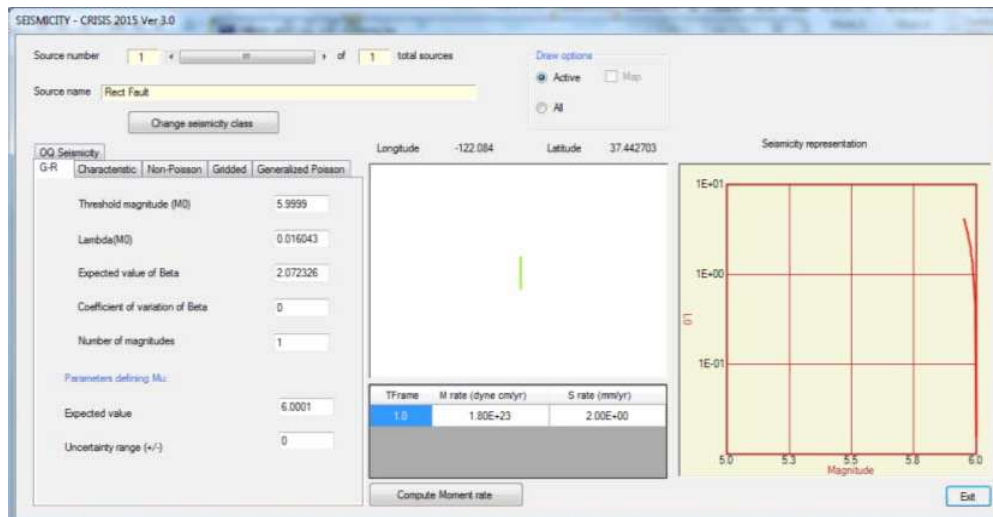 SEISMICITY - CRISIS 2015 Ver 3.0
Source number 1 of 1 total sources
Source name Rect Fault
Change seismicity class
Draw options
Active Map
All
OQ Seismicity
G-R Characteristic Non-Poisson Gridded Generalized Poisson
Threshold magnitude (M0) 5.9999
Lambda(M0) 0.016043
Expected value of Beta 2.072326
Coefficient of variation of Beta 0
Number of magnitudes 1
Parameters defining Mu:
Expected value 6.0001
Uncertainty range (+/-) 0
Longitude -122.084 Latitude 37.442703
TFrame M rate (dyne cm/yr) S rate (mm/yr)
1.0 1.80E+23 2.00E+00
Compute Moment rate
Seismicity representation
1E+01
1E+00
1E-01
5.0 5.3 5.5 5.8 6.0
Magnitude
Exit